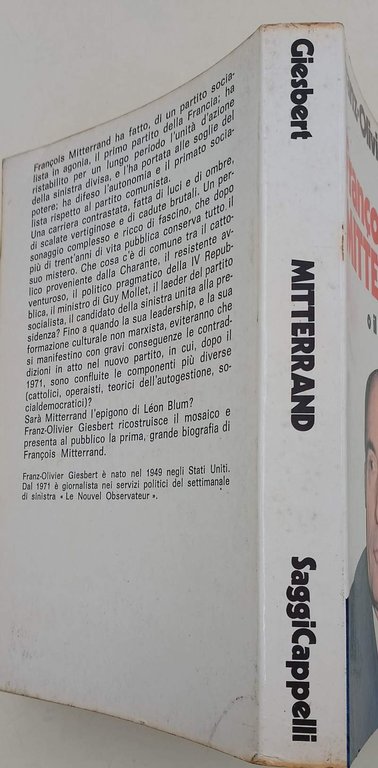 François Mitterrand ha fatto, di un partito socia-
lista in agonia, il primo partito della Francia; ha
ristabilito per un lungo periodo l'unità d'azione
della sinistra divisa, e l'ha portata alle soglie del
potere; ha difeso l'autonomia e il primato socia-
lista rispetto al partito comunista.
Una carriera contrastata, fatta di luci e di ombre,
di scalate vertiginose e di cadute brutali. Un per-
sonaggio complesso e ricco di fascino, che dopo
più di trent'anni di vita pubblica conserva tutto il
suo mistero. Che cosa c'è di comune tra il catto-
lico proveniente dalla Charante, il resistente av-
venturoso, il politico pragmatico della IV Repub-
blica, il ministro di Guy Mollet, il laeder del partito
socialista, il candidato della sinistra unita alla pre-
sidenza? Fino a quando la sua leadership, e la sua
formazione culturale non marxista, eviteranno che
si manifestino con gravi conseguenze le contrad-
dizioni in atto nel nuovo partito, in cui, dopo il
1971, sono confluite le componenti più diverse
(cattolici, operaisti, teorici dell'autogestione, so-
cialdemocratici)?
Sarà Mitterrand l'epigono di Léon Blum?
Franz-Olivier Giesbert ricostruisce il mosaico e
presenta al pubblico la prima, grande biografia di
François Mitterrand.
Franz-Olivier Giesbert è nato nel 1949 negli Stati Uniti.
Dal 1971 è giornalista nei servizi politici del settimanale
di sinistra « Le Nouvel Observateur ».
Giesbert
MITTERRAND
SaggiCappelli